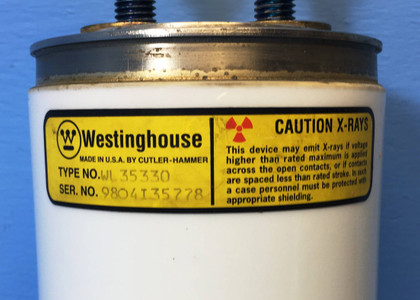 Westinghouse
MADE IN U.S.A. BY CUTLER-HAMMER
TYPE NO. WL 35330
SER. NO. 9804I35778
CAUTION X-RAYS
This device may emit X-rays if voltage
higher than rated maximum is applied
across the open contacts, or if contacts
are spaced less than rated stroke. In such
a case personnel must be protected with
appropriate shielding.